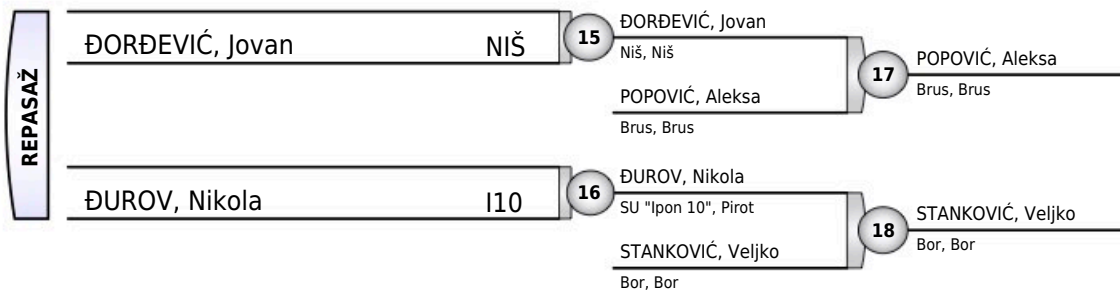 REPASAŽ
ĐORĐEVIĆ, Jovan NIŠ
15
ĐORĐEVIĆ, Jovan
Niš, Niš
POPOVIĆ, Aleksa
Brus, Brus
17
POPOVIĆ, Aleksa
Brus, Brus
ĐUROV, Nikola I10
16
ĐUROV, Nikola
SU "Ipon 10", Pirot
STANKOVIĆ, Veljko
Bor, Bor
18
STANKOVIĆ, Veljko
Bor, Bor